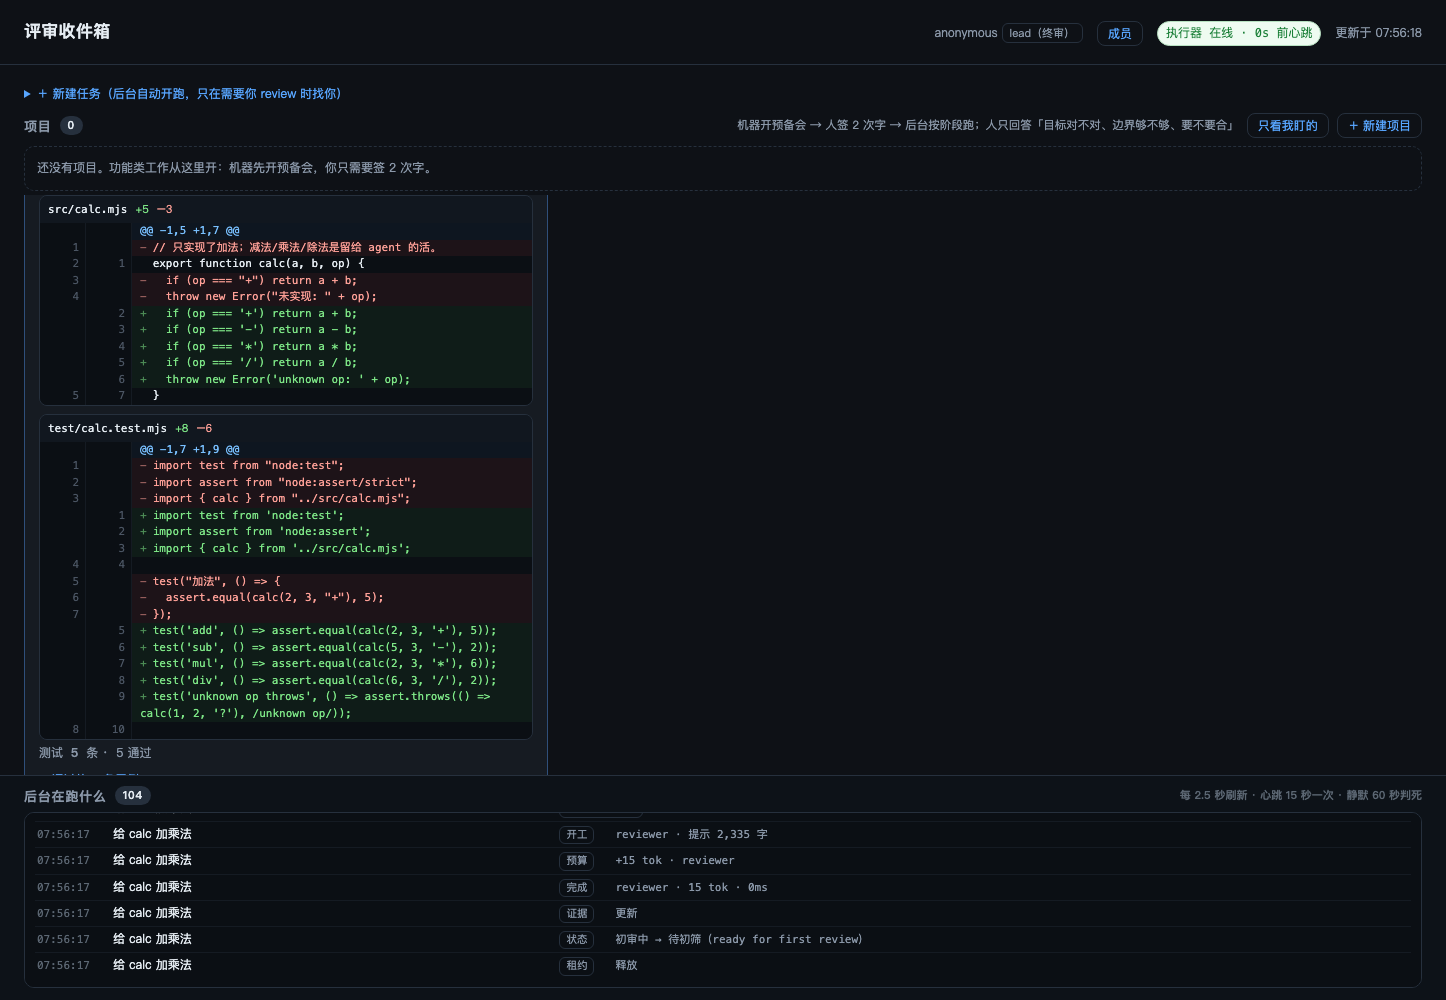 评审收件箱
anonymous lead（终审） 成员 执行器 在线 · 0s 前心跳 更新于 07:56:18
▶ ＋ 新建任务（后台自动开跑，只在需要你 review 时找你）
项目 0 机器开预备会 → 人签 2 次字 → 后台按阶段跑；人只回答「目标对不对、边界够不够、要不要合」 只看我盯的 ＋ 新建项目
还没有项目。功能类工作从这里开：机器先开预备会，你只需要签 2 次字。
src/calc.mjs +5 −3
@@ −1,5 +1,7 @@
1 − // 只实现了加法；减法/乘法/除法是留给 agent 的活。
2 1 export function calc(a, b, op) {
3 − if (op === "+") return a + b;
4 − throw new Error("未实现: " + op);
2 + if (op === '+') return a + b;
3 + if (op === '-') return a - b;
4 + if (op === '*') return a * b;
5 + if (op === '/') return a / b;
6 + throw new Error('unknown op: ' + op);
5 7 }
test/calc.test.mjs +8 −6
@@ −1,7 +1,9 @@
1 − import test from "node:test";
2 − import assert from "node:assert/strict";
3 − import { calc } from "../src/calc.mjs";
1 + import test from 'node:test';
2 + import assert from 'node:assert';
3 + import { calc } from '../src/calc.mjs';
4 4
5 − test("加法", () => {
6 − assert.equal(calc(2, 3, "+"), 5);
7 − });
5 + test('add', () => assert.equal(calc(2, 3, '+'), 5));
6 + test('sub', () => assert.equal(calc(5, 3, '-'), 2));
7 + test('mul', () => assert.equal(calc(2, 3, '*'), 6));
8 + test('div', () => assert.equal(calc(6, 3, '/'), 2));
9 + test('unknown op throws', () => assert.throws(() =>
calc(1, 2, '?'), /unknown op/));
8 10
测试 5 条 · 5 通过
后台在跑什么 104 每 2.5 秒刷新 · 心跳 15 秒一次 · 静默 60 秒判死
07:56:17 给 calc 加乘法 开工 reviewer · 提示 2,335 字
07:56:17 给 calc 加乘法 预算 +15 tok · reviewer
07:56:17 给 calc 加乘法 完成 reviewer · 15 tok · 0ms
07:56:17 给 calc 加乘法 证据 更新
07:56:17 给 calc 加乘法 状态 初审中 → 待初筛（ready for first review）
07:56:17 给 calc 加乘法 租约 释放